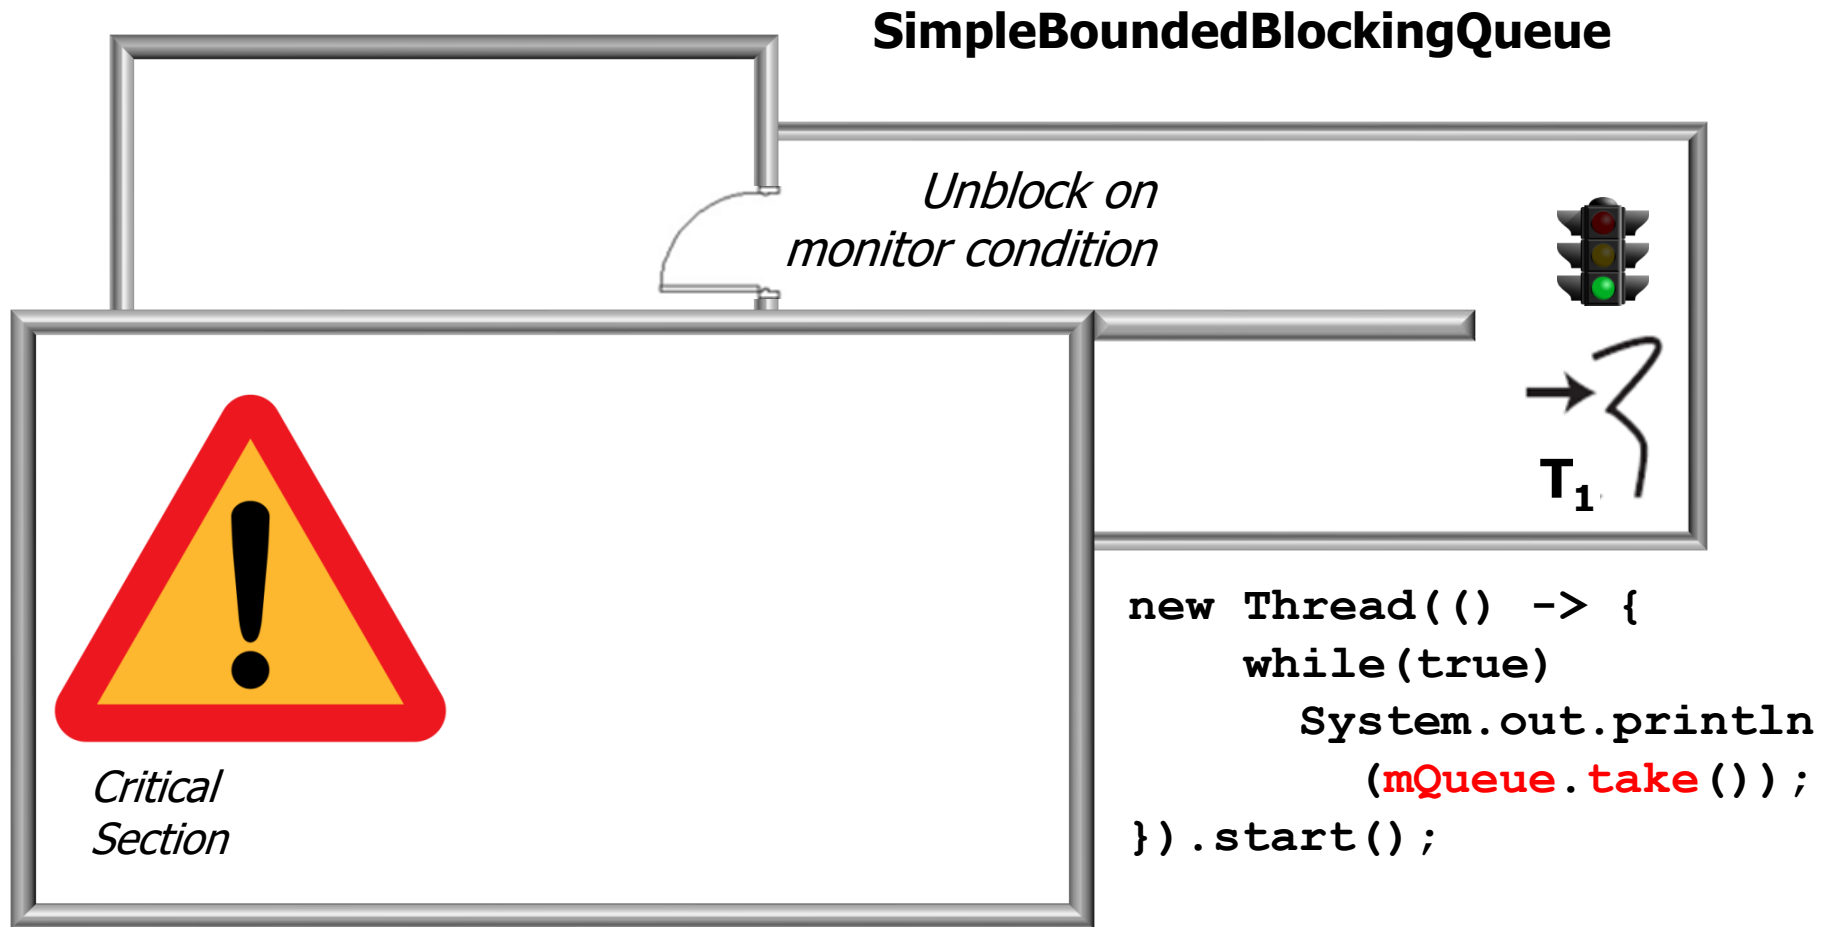 SimpleBoundedBlockingQueue
Unblock on
monitor condition
T1
Critical
Section
new Thread(() -> {
while(true)
System.out.println
(mQueue.take());
}).start();